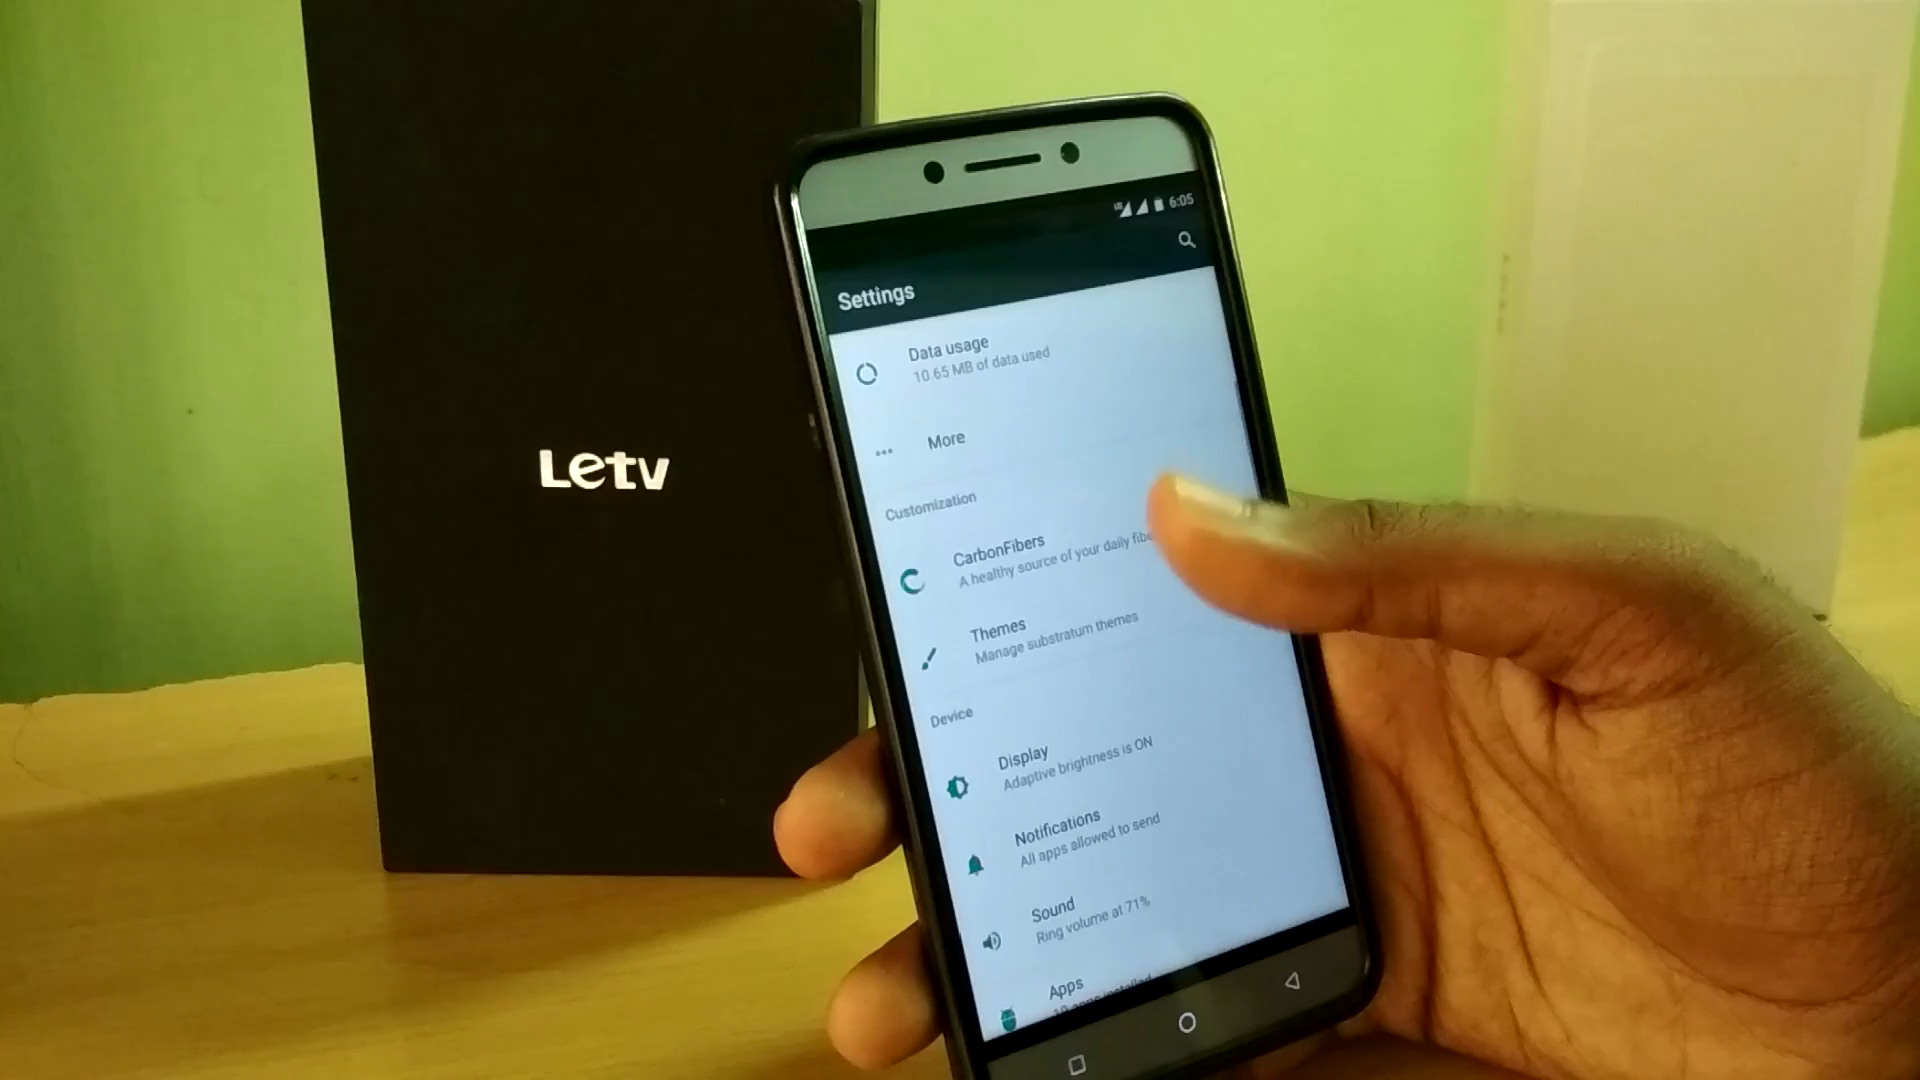 Letv
6:05
Settings
Data usage
10.65 MB of data used
More
Customization
CarbonFibers
A healthy source of your daily
Themes
Manage substratum themes
Device
Display
Adaptive brightness is ON
Notifications
All apps allowed to send
Sound
Ring volume at 71%
Apps